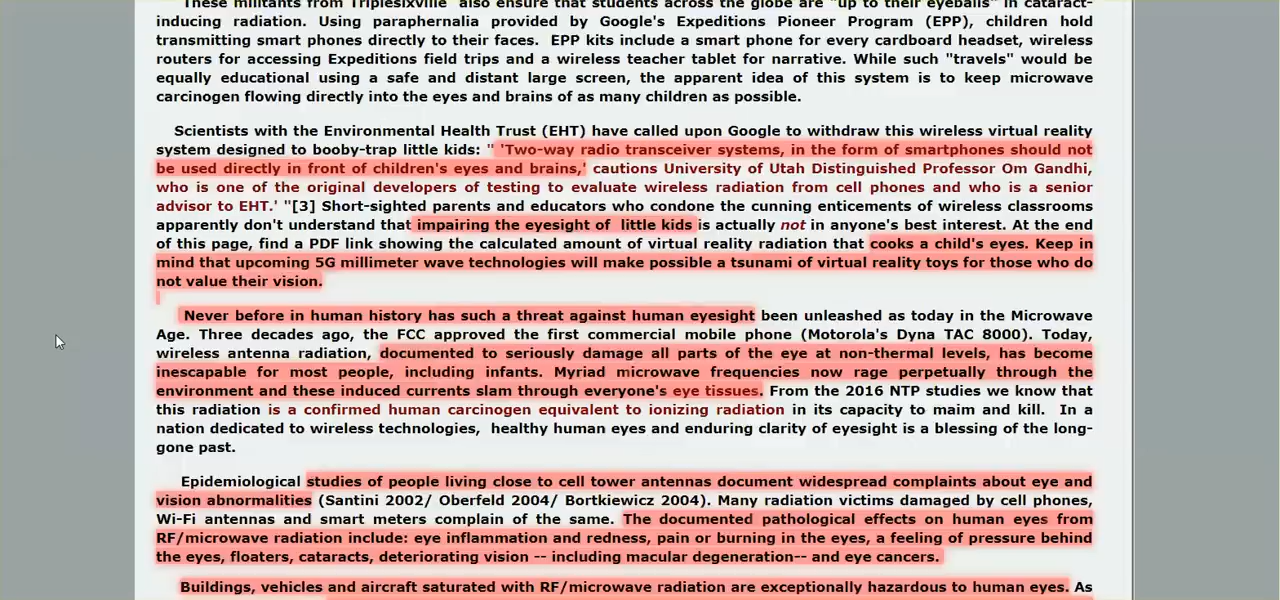 These militants from Triplesixville also ensure that students across the globe are "up to their eyeballs" in cataract-
inducing radiation. Using paraphernalia provided by Google's Expeditions Pioneer Program (EPP), children hold
transmitting smart phones directly to their faces. EPP kits include a smart phone for every cardboard headset, wireless
routers for accessing Expeditions field trips and a wireless teacher tablet for narrative. While such "travels" would be
equally educational using a safe and distant large screen, the apparent idea of this system is to keep microwave
carcinogen flowing directly into the eyes and brains of as many children as possible.
Scientists with the Environmental Health Trust (EHT) have called upon Google to withdraw this wireless virtual reality
system designed to booby-trap little kids: " 'Two-way radio transceiver systems, in the form of smartphones should not
be used directly in front of children's eyes and brains,' cautions University of Utah Distinguished Professor Om Gandhi,
who is one of the original developers of testing to evaluate wireless radiation from cell phones and who is a senior
advisor to EHT.' "[3] Short-sighted parents and educators who condone the cunning enticements of wireless classrooms
apparently don't understand that impairing the eyesight of little kids is actually not in anyone's best interest. At the end
of this page, find a PDF link showing the calculated amount of virtual reality radiation that cooks a child's eyes. Keep in
mind that upcoming 5G millimeter wave technologies will make possible a tsunami of virtual reality toys for those who do
not value their vision.
Never before in human history has such a threat against human eyesight been unleashed as today in the Microwave
Age. Three decades ago, the FCC approved the first commercial mobile phone (Motorola's Dyna TAC 8000). Today,
wireless antenna radiation, documented to seriously damage all parts of the eye at non-thermal levels, has become
inescapable for most people, including infants. Myriad microwave frequencies now rage perpetually through the
environment and these induced currents slam through everyone's eye tissues. From the 2016 NTP studies we know that
this radiation is a confirmed human carcinogen equivalent to ionizing radiation in its capacity to maim and kill. In a
nation dedicated to wireless technologies, healthy human eyes and enduring clarity of eyesight is a blessing of the long-
gone past.
Epidemiological studies of people living close to cell tower antennas document widespread complaints about eye and
vision abnormalities (Santini 2002/ Oberfeld 2004/ Bortkiewicz 2004). Many radiation victims damaged by cell phones,
Wi-Fi antennas and smart meters complain of the same. The documented pathological effects on human eyes from
RF/microwave radiation include: eye inflammation and redness, pain or burning in the eyes, a feeling of pressure behind
the eyes, floaters, cataracts, deteriorating vision -- including macular degeneration-- and eye cancers.
Buildings, vehicles and aircraft saturated with RF/microwave radiation are exceptionally hazardous to human eyes. As